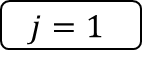 j = 1